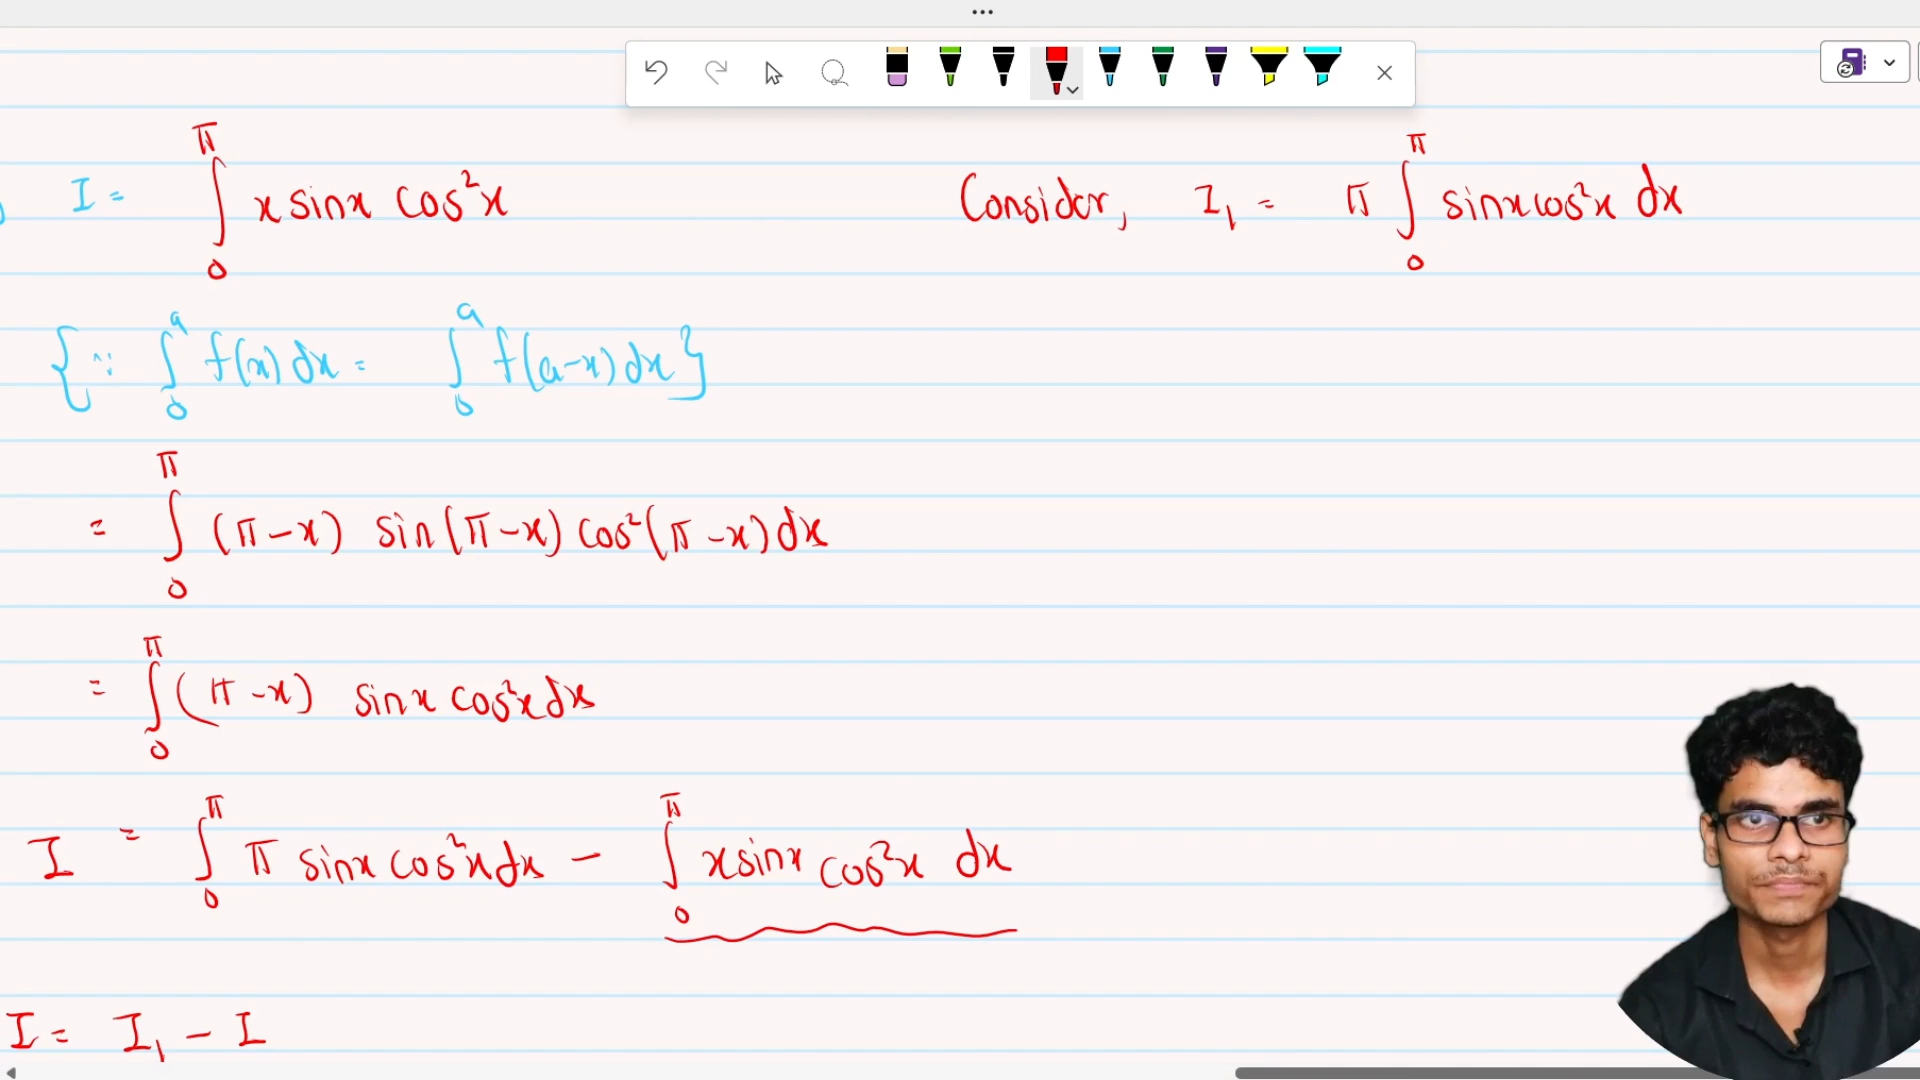 I = ∫₀^π x sinx cos²x
{∵ ∫₀^a f(x) dx = ∫₀^a f(a-x) dx}
= ∫₀^π (π-x) sin(π-x) cos²(π-x) dx
= ∫₀^π (π-x) sinx cos²x dx
I = ∫₀^π π sinx cos²x dx - ∫₀^π x sinx cos²x dx
I = I₁ - I
Consider, I₁ = π ∫₀^π sinx cos²x dx